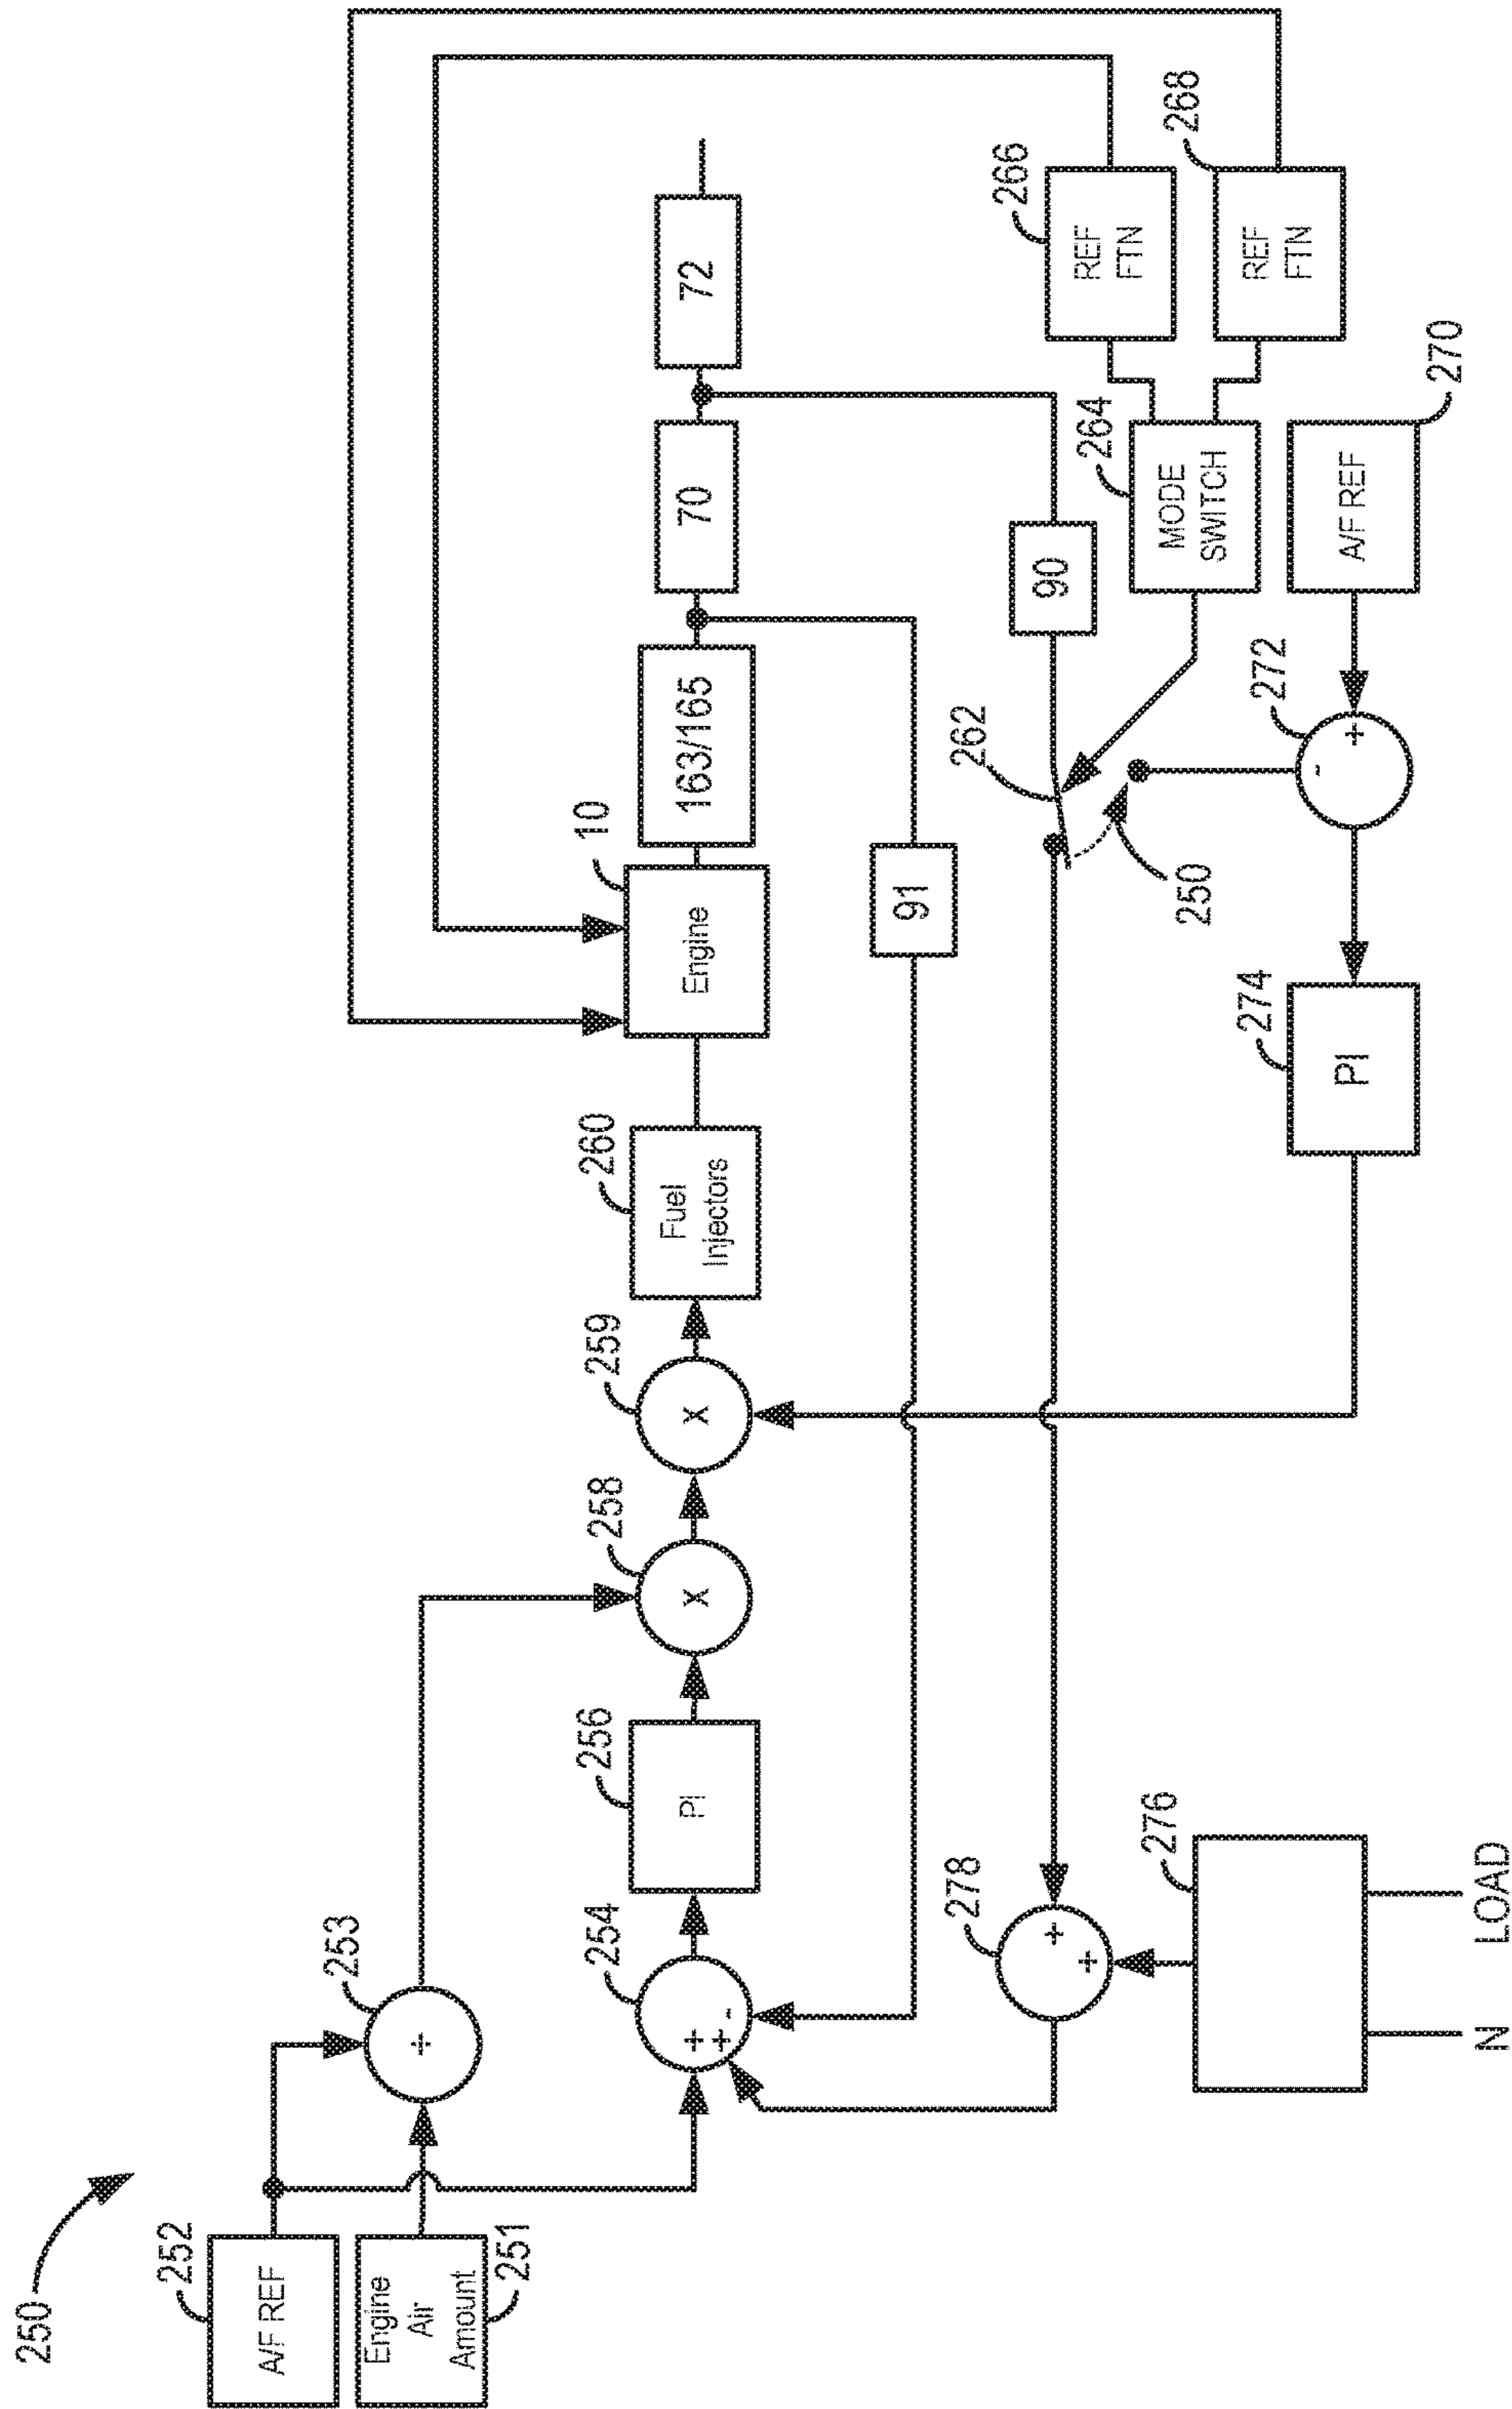 250
252
A/F REF
Engine
Air
Amount
251
253
÷
254
+
+
-
256
PI
258
X
259
X
260
Fuel
Injectors
10
Engine
163/165
70
72
91
90
262
250
264
MODE
SWITCH
266
REF
FTN
268
REF
FTN
270
A/F REF
272
+
-
274
PI
278
+
+
276
N
LOAD